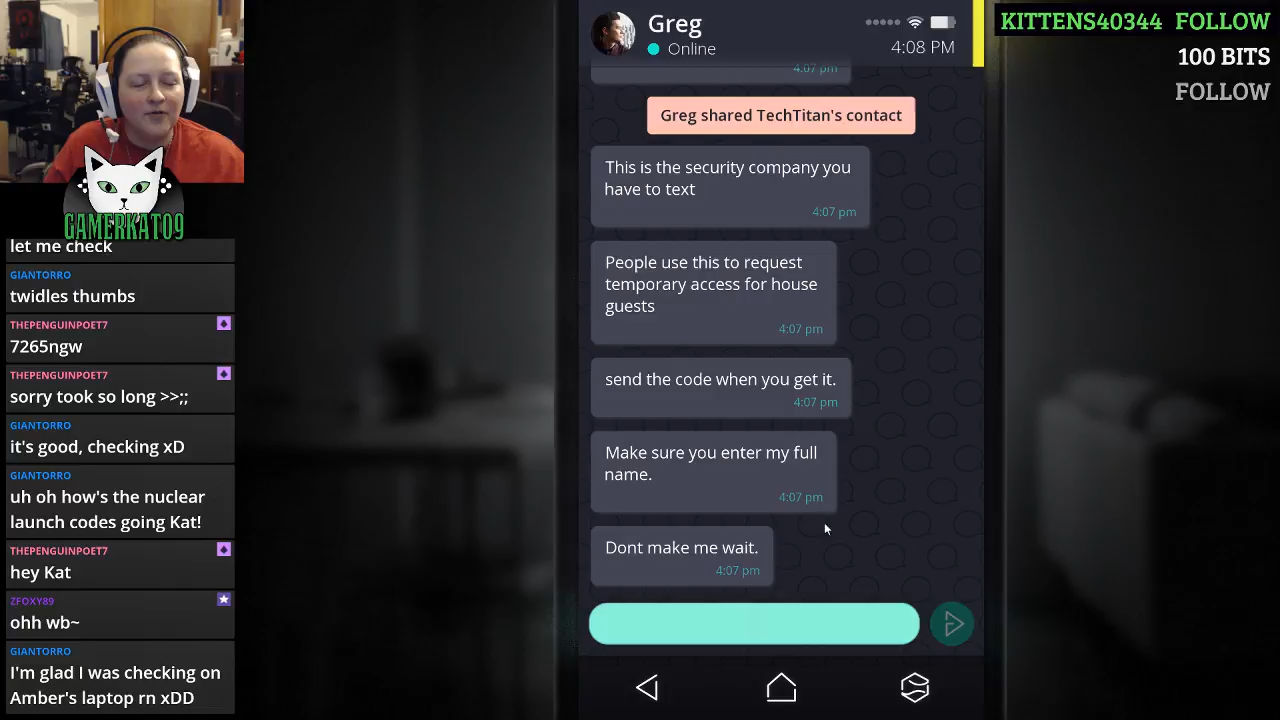 Greg
Online
4:08 PM
4:07 pm
Greg shared TechTitan's contact
This is the security company you
have to text
4:07 pm
People use this to request
temporary access for house
guests
4:07 pm
send the code when you get it.
4:07 pm
Make sure you enter my full
name.
4:07 pm
Dont make me wait.
4:07 pm
KITTENS40344 FOLLOW
100 BITS
FOLLOW
GAMERKAT09
let me check
GIANTORRO
twidles thumbs
THEPENGUINPOET7
7265ngw
THEPENGUINPOET7
sorry took so long >>;;
GIANTORRO
it's good, checking xD
GIANTORRO
uh oh how's the nuclear
launch codes going Kat!
THEPENGUINPOET7
hey Kat
ZFOXY89
ohh wb~
GIANTORRO
I'm glad I was checking on
Amber's laptop rn xDD